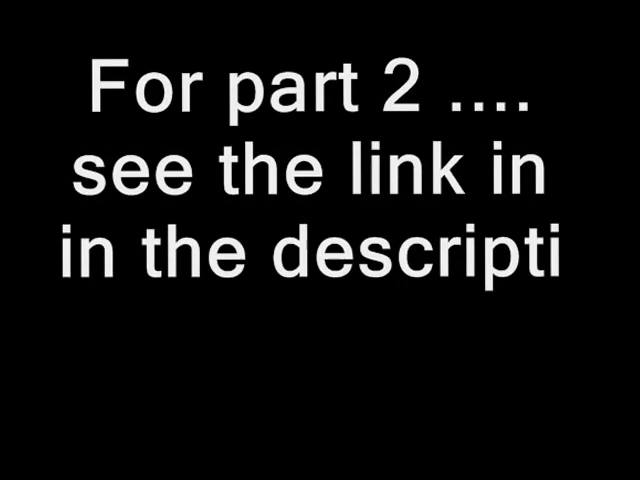 For part 2 ....
see the link in
in the descripti